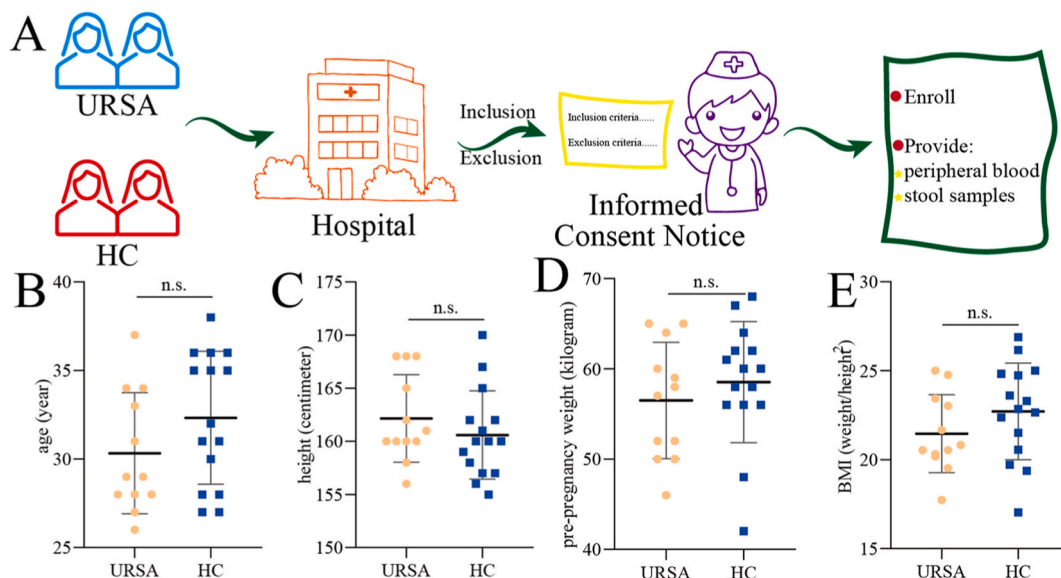 A
URSA
HC
Hospital
Inclusion
Exclusion
Inclusion criteria......
Exclusion criteria......
Informed
Consent Notice
Enroll
Provide:
peripheral blood
stool samples
B
n.s.
age (year)
40
35
30
25
URSA HC
C
n.s.
height (centimeter)
175
170
165
160
155
150
URSA HC
D
n.s.
pre-pregnancy weight (kilogram)
70
60
50
40
URSA HC
E
n.s.
BMI (weight/height²)
30
25
20
15
URSA HC